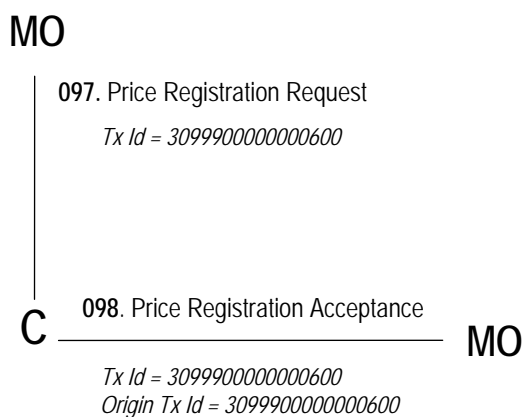 MO
097. Price Registration Request
Tx Id = 3099900000000600
098. Price Registration Acceptance
C
MO
Tx Id = 3099900000000600
Origin Tx Id = 3099900000000600